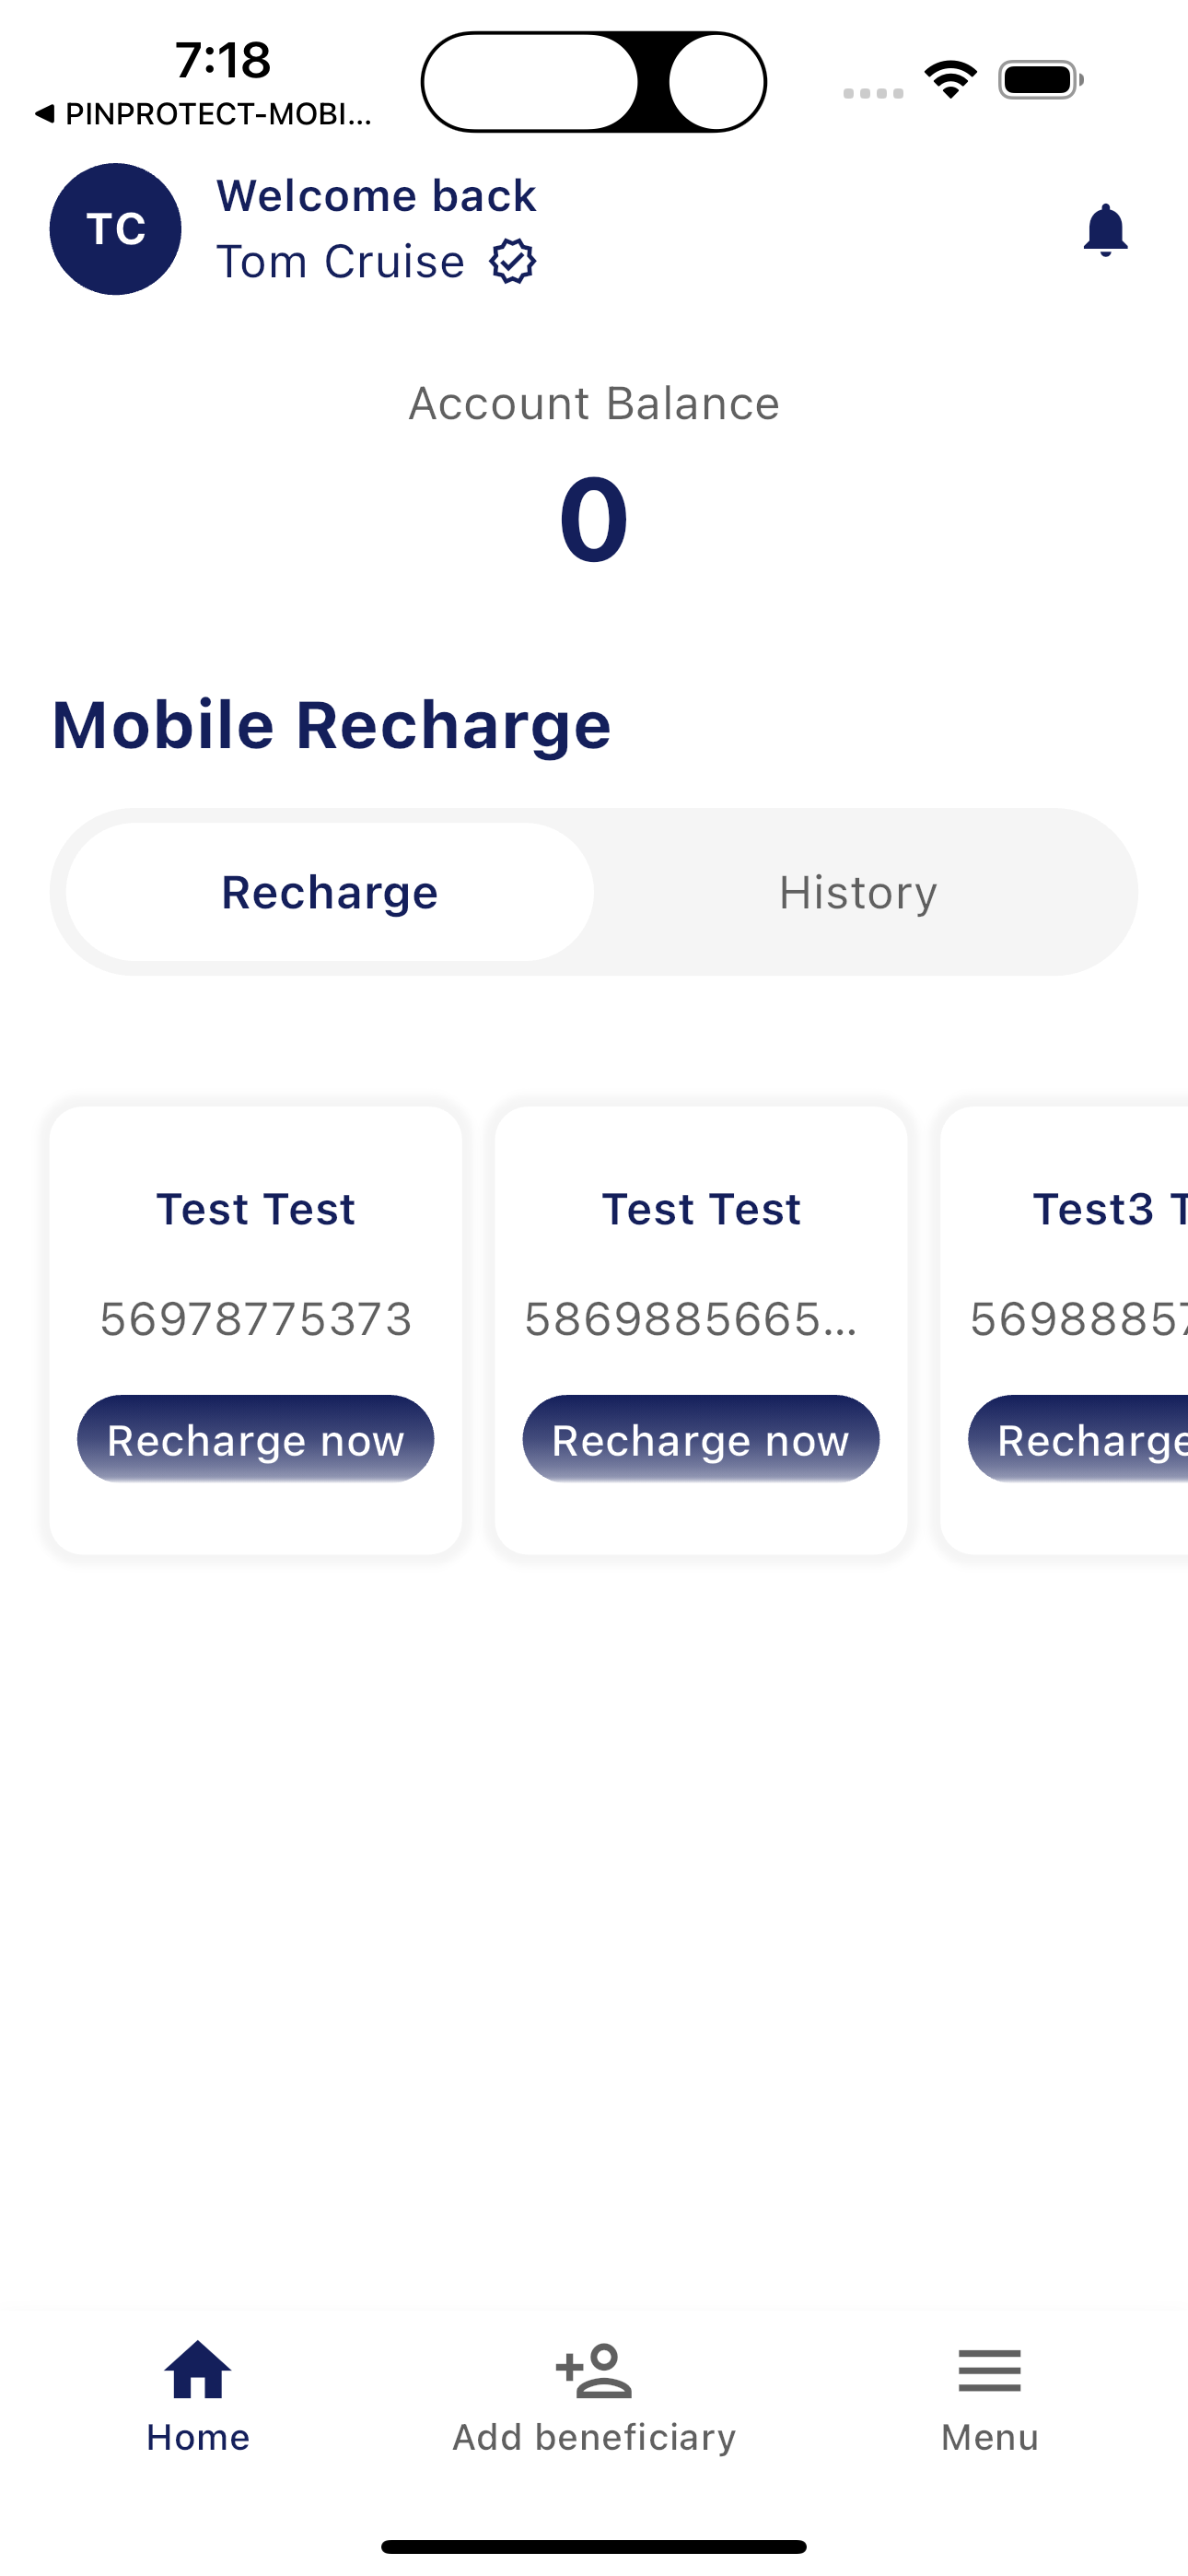 7:18
PINPROTECT-MOBI...
TC
Welcome back
Tom Cruise
Account Balance
0
Mobile Recharge
Recharge
History
Test Test
Test Test
Test3 T
56978775373
5869885665...
56988857
Recharge now
Recharge now
Recharge
Home
Add beneficiary
Menu